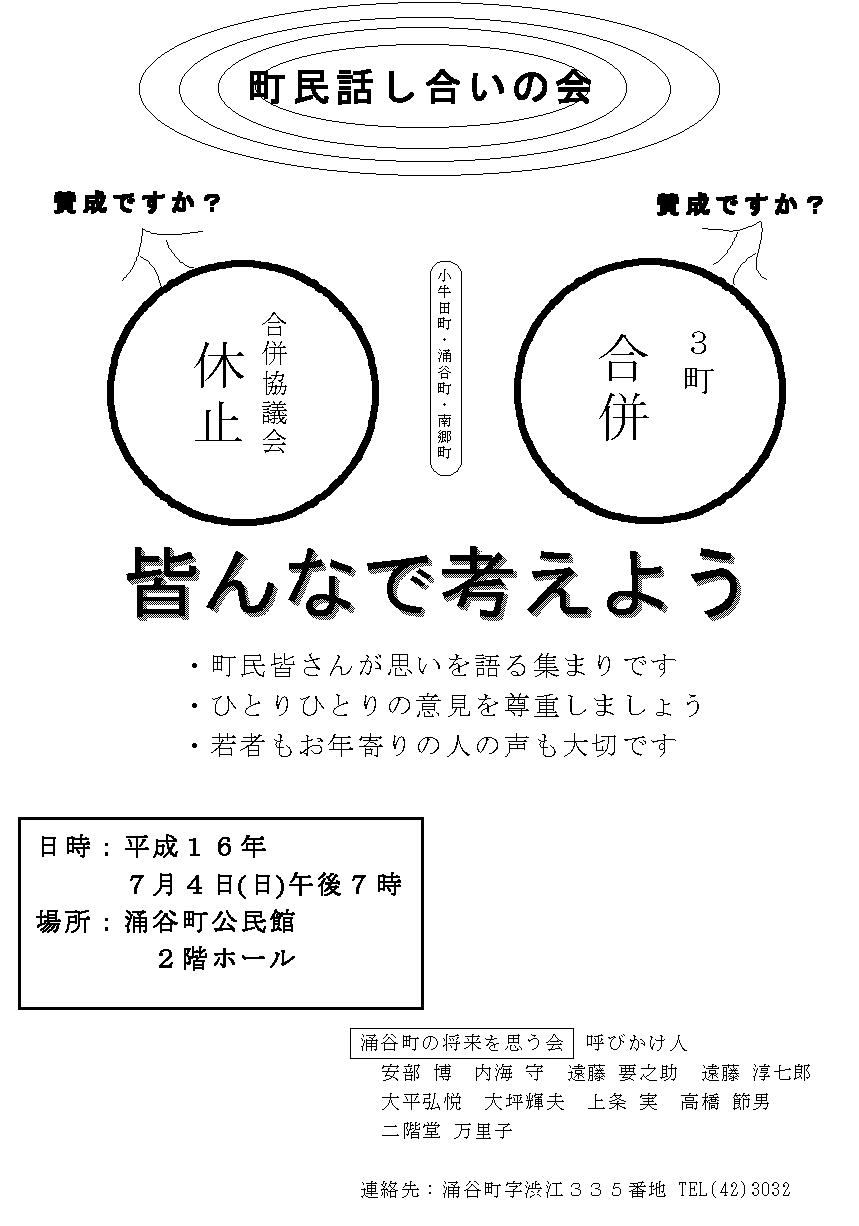 町民話し合いの会
賛成ですか？
賛成ですか？
３町
合併
小牛田町・涌谷町・南郷町
合併協議会
休止
皆んなで考えよう
・町民皆さんが思いを語る集まりです
・ひとりひとりの意見を尊重しましょう
・若者もお年寄りの人の声も大切です
日時：平成１６年
７月４日(日)午後７時
場所：涌谷町公民館
２階ホール
涌谷町の将来を思う会 呼びかけ人
安部 博　内海 守　遠藤 要之助　遠藤 淳七郎
大平弘悦　大坪輝夫　上条 実　高橋 節男
二階堂 万里子
連絡先：涌谷町字渋江３３５番地 TEL(42)3032